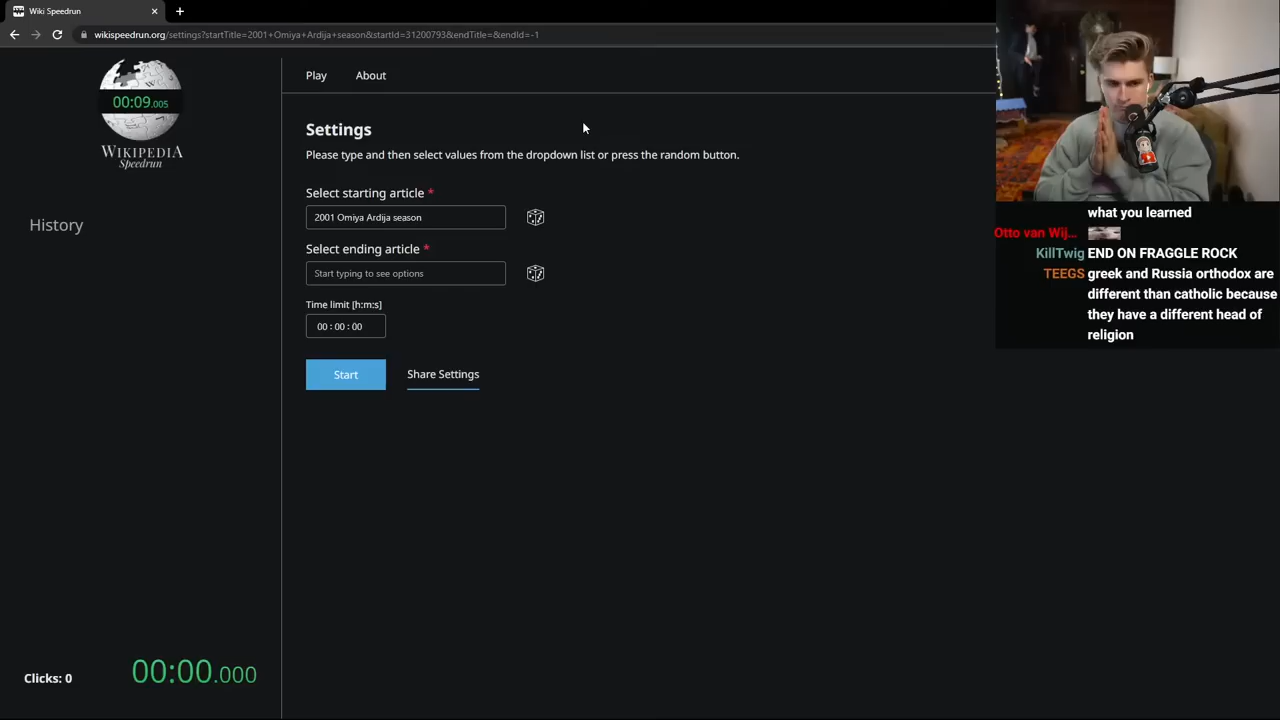 Wiki Speedrun
wikispeedrun.org/settings?startTitle=2001+Omiya+Ardija+season&startId=31200793&endTitle=&endId=-1
00:09.005
WIKIPEDIA
Speedrun
History
Play About
Settings
Please type and then select values from the dropdown list or press the random button.
Select starting article *
2001 Omiya Ardija season
Select ending article *
Start typing to see options
Time limit [h:m:s]
00 : 00 : 00
Start Share Settings
Clicks: 0 00:00.000
what you learned
Otto van Wij...
KillTwig END ON FRAGGLE ROCK
TEEGS greek and Russia orthodox are
different than catholic because
they have a different head of
religion